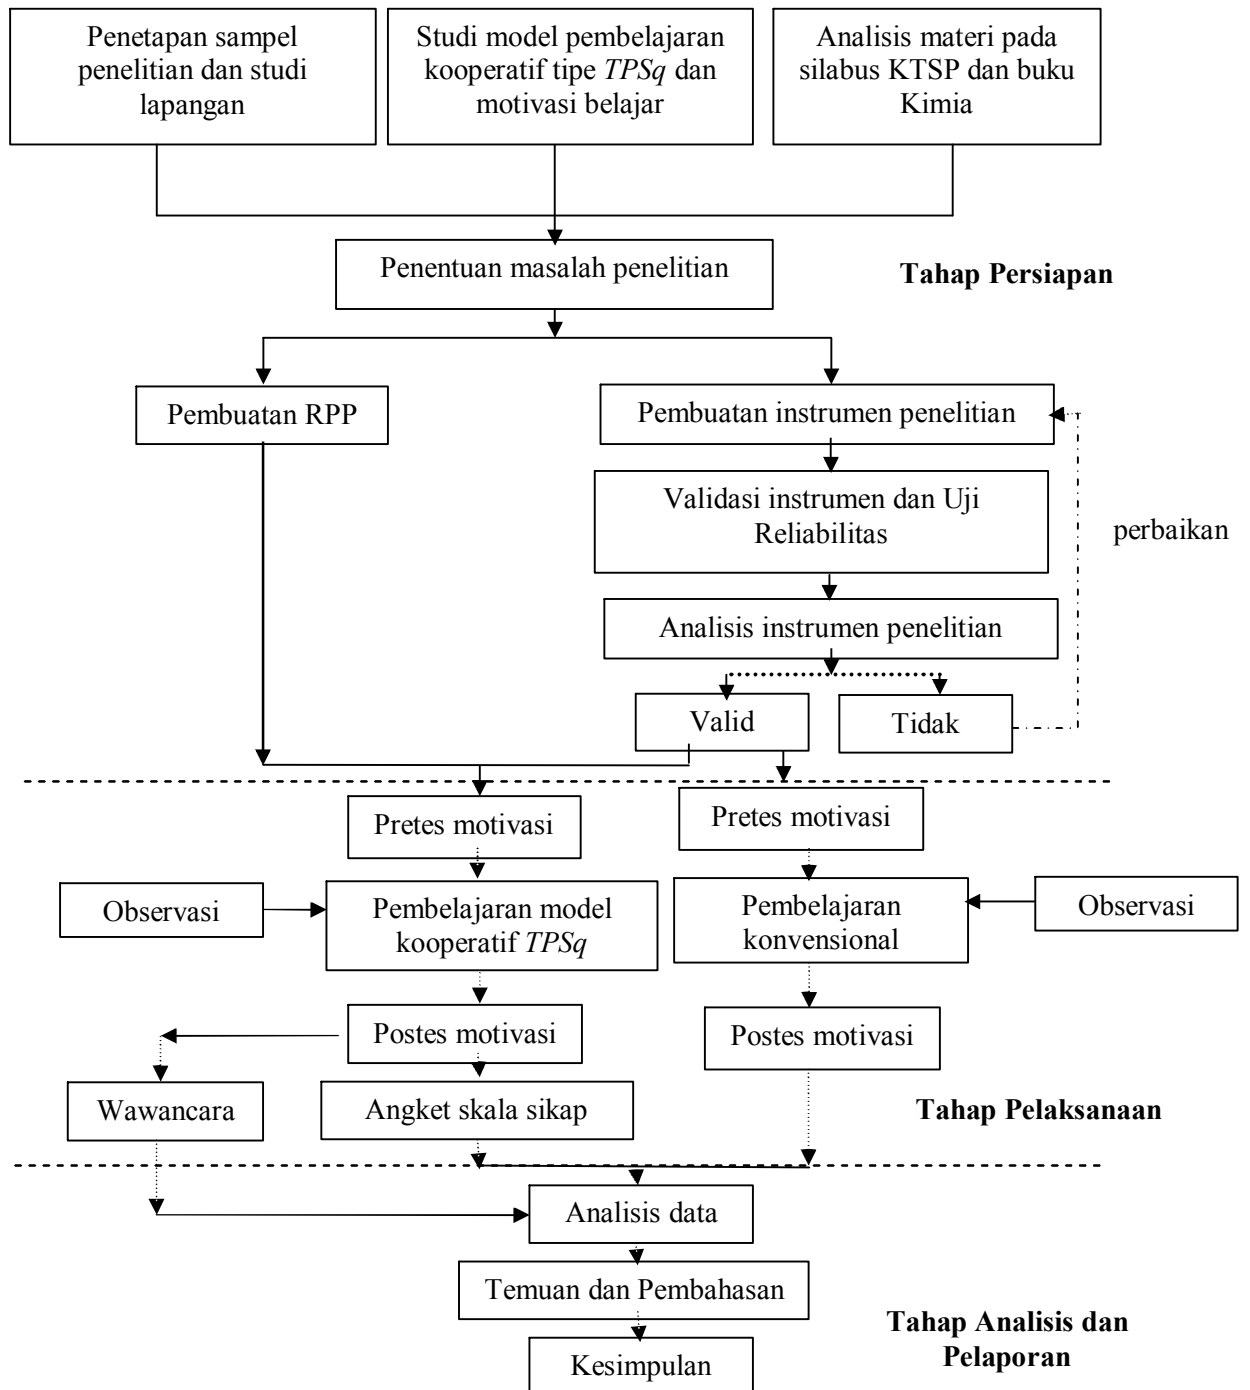 Penetapan sampel
penelitian dan studi
lapangan
Studi model pembelajaran
kooperatif tipe TPSq dan
motivasi belajar
Analisis materi pada
silabus KTSP dan buku
Kimia
Penentuan masalah penelitian
Tahap Persiapan
Pembuatan RPP
Pembuatan instrumen penelitian
Validasi instrumen dan Uji
Reliabilitas
perbaikan
Analisis instrumen penelitian
Valid
Tidak
Pretes motivasi
Pretes motivasi
Observasi
Pembelajaran model
kooperatif TPSq
Pembelajaran
konvensional
Observasi
Postes motivasi
Postes motivasi
Wawancara
Angket skala sikap
Tahap Pelaksanaan
Analisis data
Temuan dan Pembahasan
Tahap Analisis dan
Pelaporan
Kesimpulan